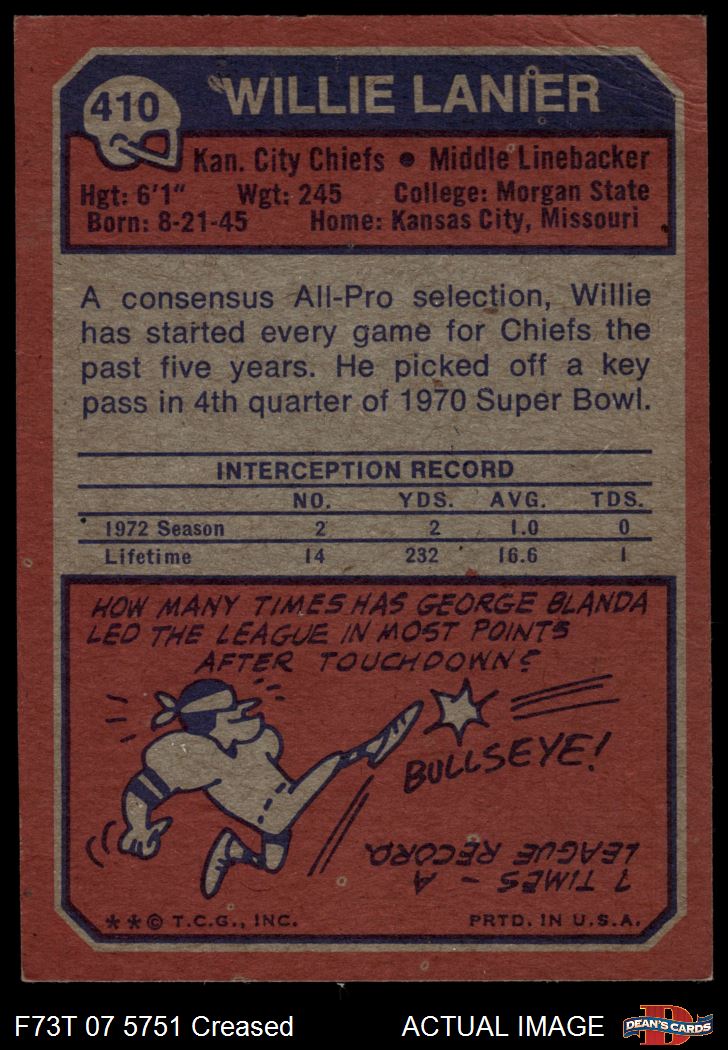 410
WILLIE LANIER
Kan. City Chiefs • Middle Linebacker
Hgt: 6'1" Wgt: 245 College: Morgan State
Born: 8-21-45 Home: Kansas City, Missouri
A consensus All-Pro selection, Willie
has started every game for Chiefs the
past five years. He picked off a key
pass in 4th quarter of 1970 Super Bowl.
INTERCEPTION RECORD
NO. YDS. AVG. TDS.
1972 Season 2 2 1.0 0
Lifetime 14 232 16.6 1
HOW MANY TIMES HAS GEORGE BLANDA
LED THE LEAGUE IN MOST POINTS
AFTER TOUCHDOWN?
BULLSEYE!
7 TIMES - A
LEAGUE RECORD.
**© T.C.G., INC. PRTD. IN U.S.A.
F73T 07 5751 Creased ACTUAL IMAGE
D
DEAN'S CARDS